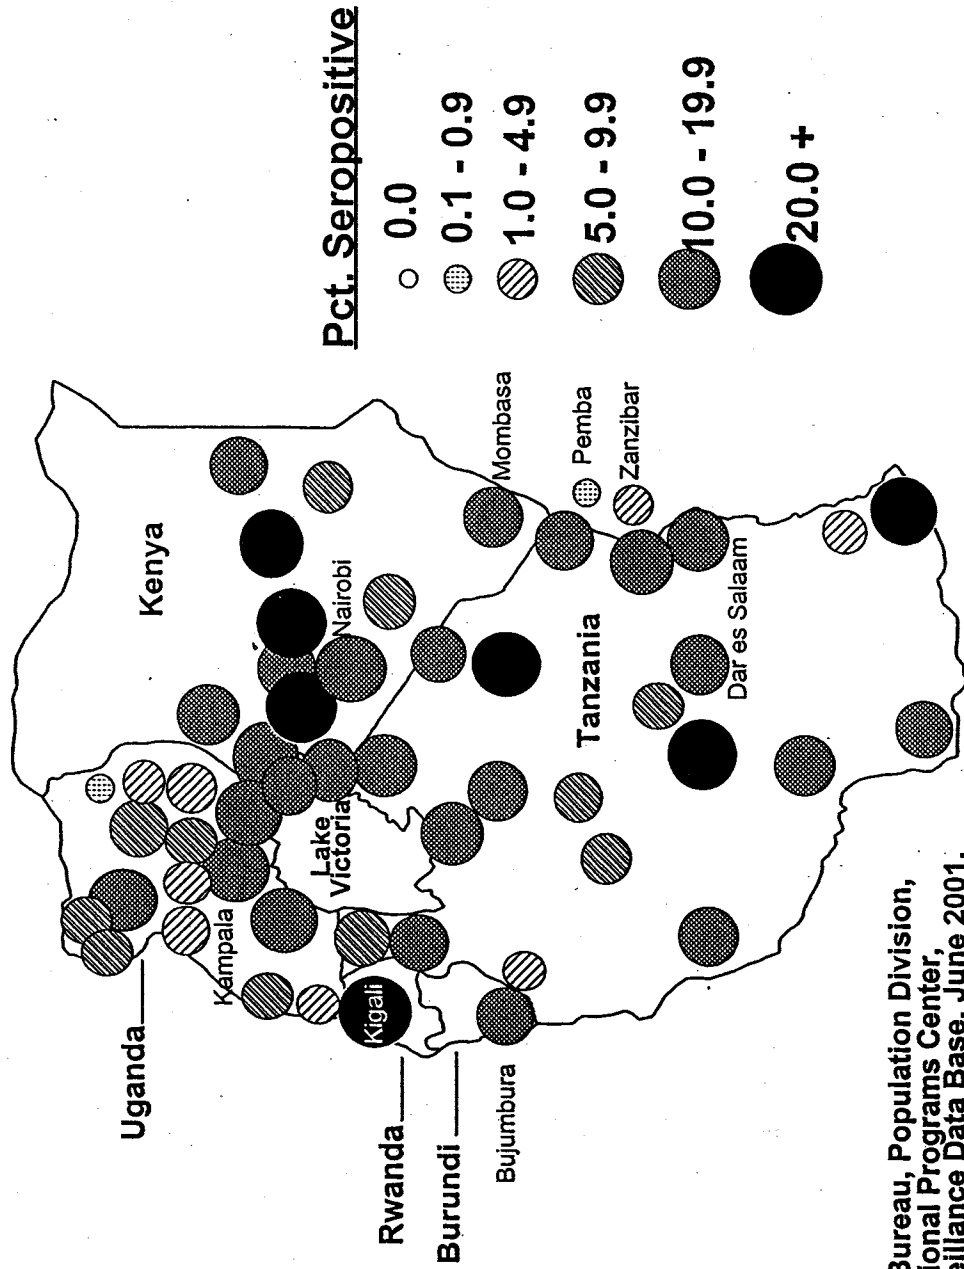 Pct. Seropositive
0.0
0.1 - 0.9
1.0 - 4.9
5.0 - 9.9
10.0 - 19.9
20.0 +
Uganda
Rwanda
Burundi
Bujumbura
Kampala
Kigali
Lake
Victoria
Kenya
Nairobi
Mombasa
Pemba
Zanzibar
Tanzania
Dar es Salaam
Bureau, Population Division,
ional Programs Center,
eillance Data Base, June 2001.